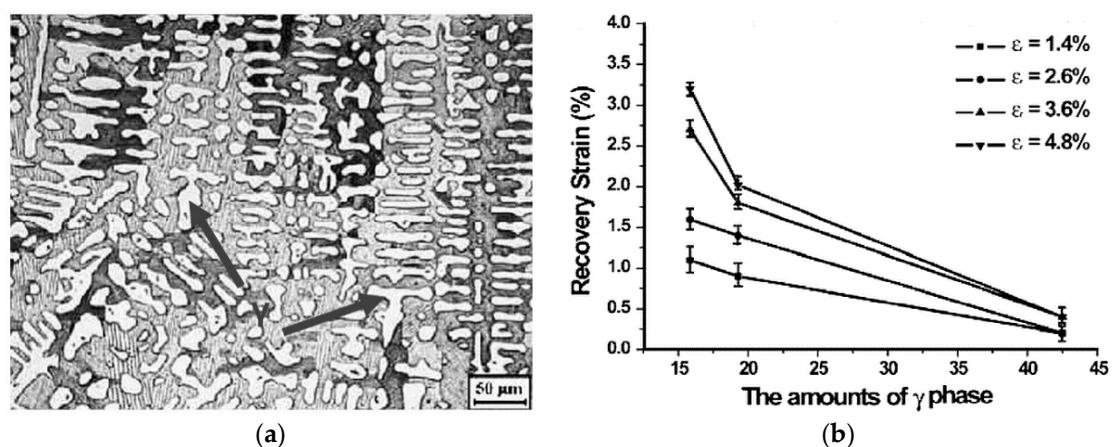 γ
50 μm
(a)
4.0
3.5
3.0
2.5
2.0
1.5
1.0
0.5
0.0
Recovery Strain (%)
ε = 1.4%
ε = 2.6%
ε = 3.6%
ε = 4.8%
15 20 25 30 35 40 45
The amounts of γ phase
(b)